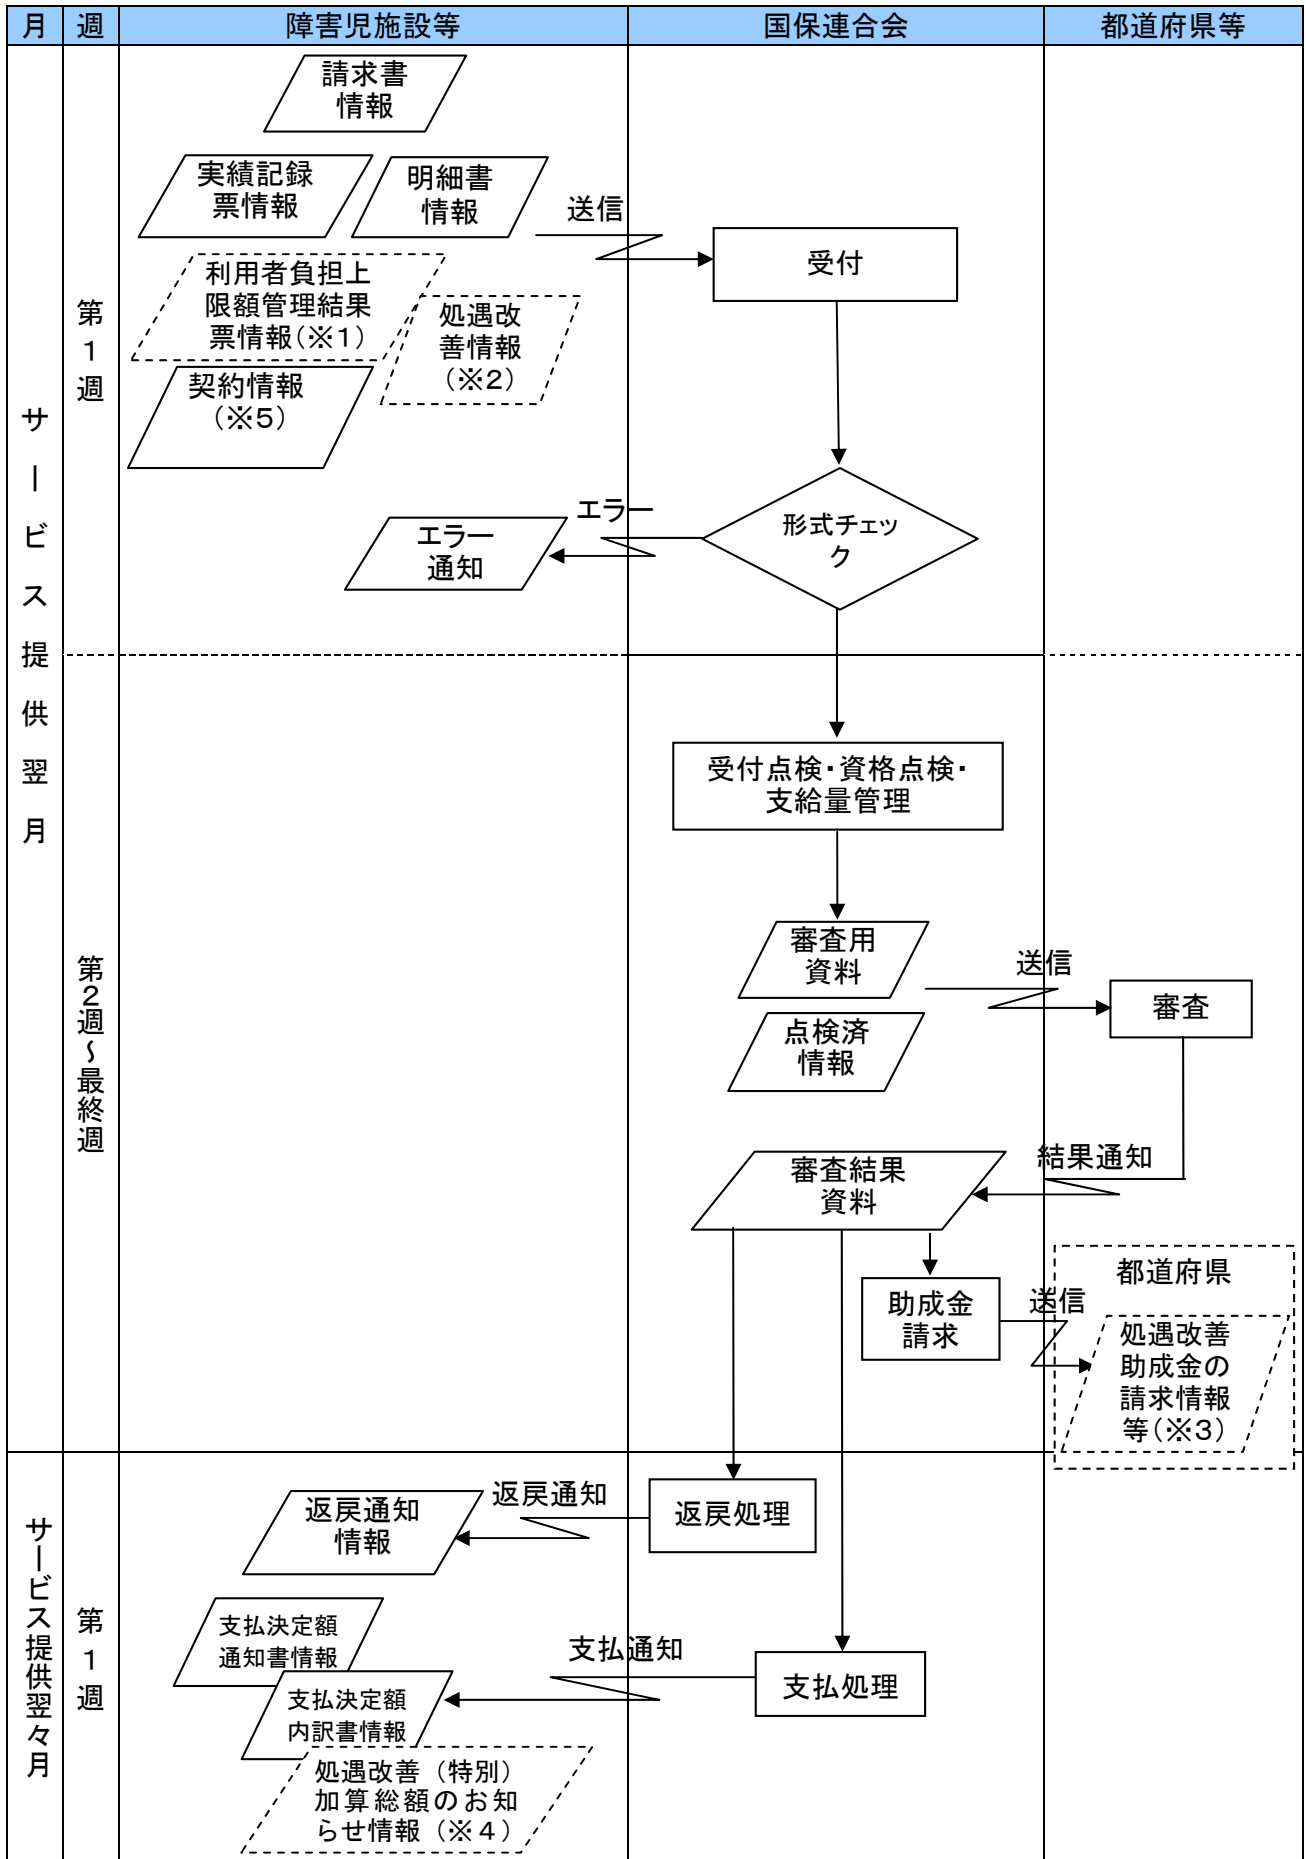 月
週
障害児施設等
国保連合会
都道府県等
サービス提供翌月
第1週
請求書
情報
実績記録
票情報
明細書
情報
送信
受付
利用者負担上
限額管理結果
票情報(※1)
処遇改
善情報
(※2)
契約情報
(※5)
エラー
エラー
通知
形式チェッ
ク
第2週～最終週
受付点検・資格点検・
支給量管理
審査用
資料
送信
審査
点検済
情報
結果通知
審査結果
資料
都道府県
助成金
請求
送信
処遇改善
助成金の
請求情報
等(※3)
サービス提供翌々月
第1週
返戻通知
情報
返戻通知
返戻処理
支払決定額
通知書情報
支払通知
支払処理
支払決定額
内訳書情報
処遇改善（特別）
加算総額のお知
らせ情報（※４）